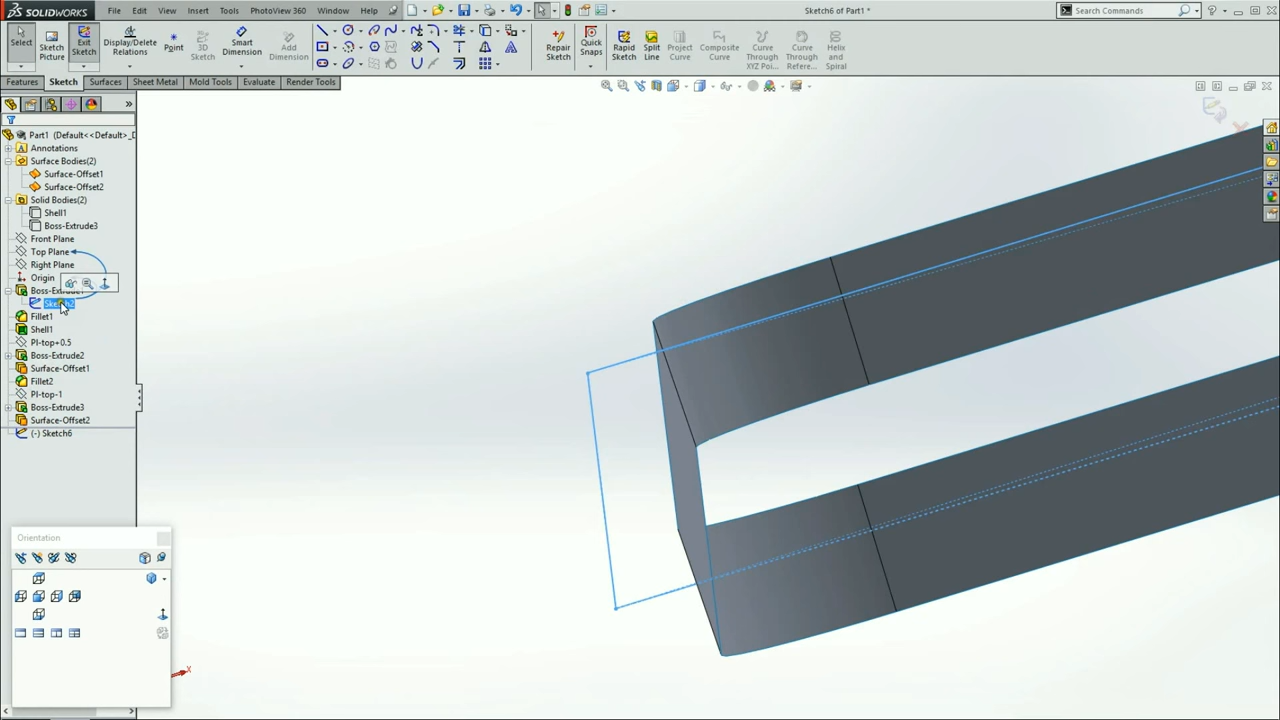 SOLIDWORKS
File Edit View Insert Tools PhotoView 360 Window Help
Sketch6 of Part1 *
Search Commands
Select
Sketch Picture
Exit Sketch
Display/Delete Relations
Point
3D Sketch
Smart Dimension
Add Dimension
Repair Sketch
Quick Snaps
Rapid Sketch
Split Line
Project Curve
Composite Curve
Curve Through XYZ Poi...
Curve Through Refere...
Helix and Spiral
Features Sketch Surfaces Sheet Metal Mold Tools Evaluate Render Tools
Part1 (Default<<Default>_D
Annotations
Surface Bodies(2)
Surface-Offset1
Surface-Offset2
Solid Bodies(2)
Shell1
Boss-Extrude3
Front Plane
Top Plane
Right Plane
Origin
Boss-Extrude1
Sketch2
Fillet1
Shell1
Pl-top+0.5
Boss-Extrude2
Surface-Offset1
Fillet2
Pl-top-1
Boss-Extrude3
Surface-Offset2
(-) Sketch6
Orientation
X